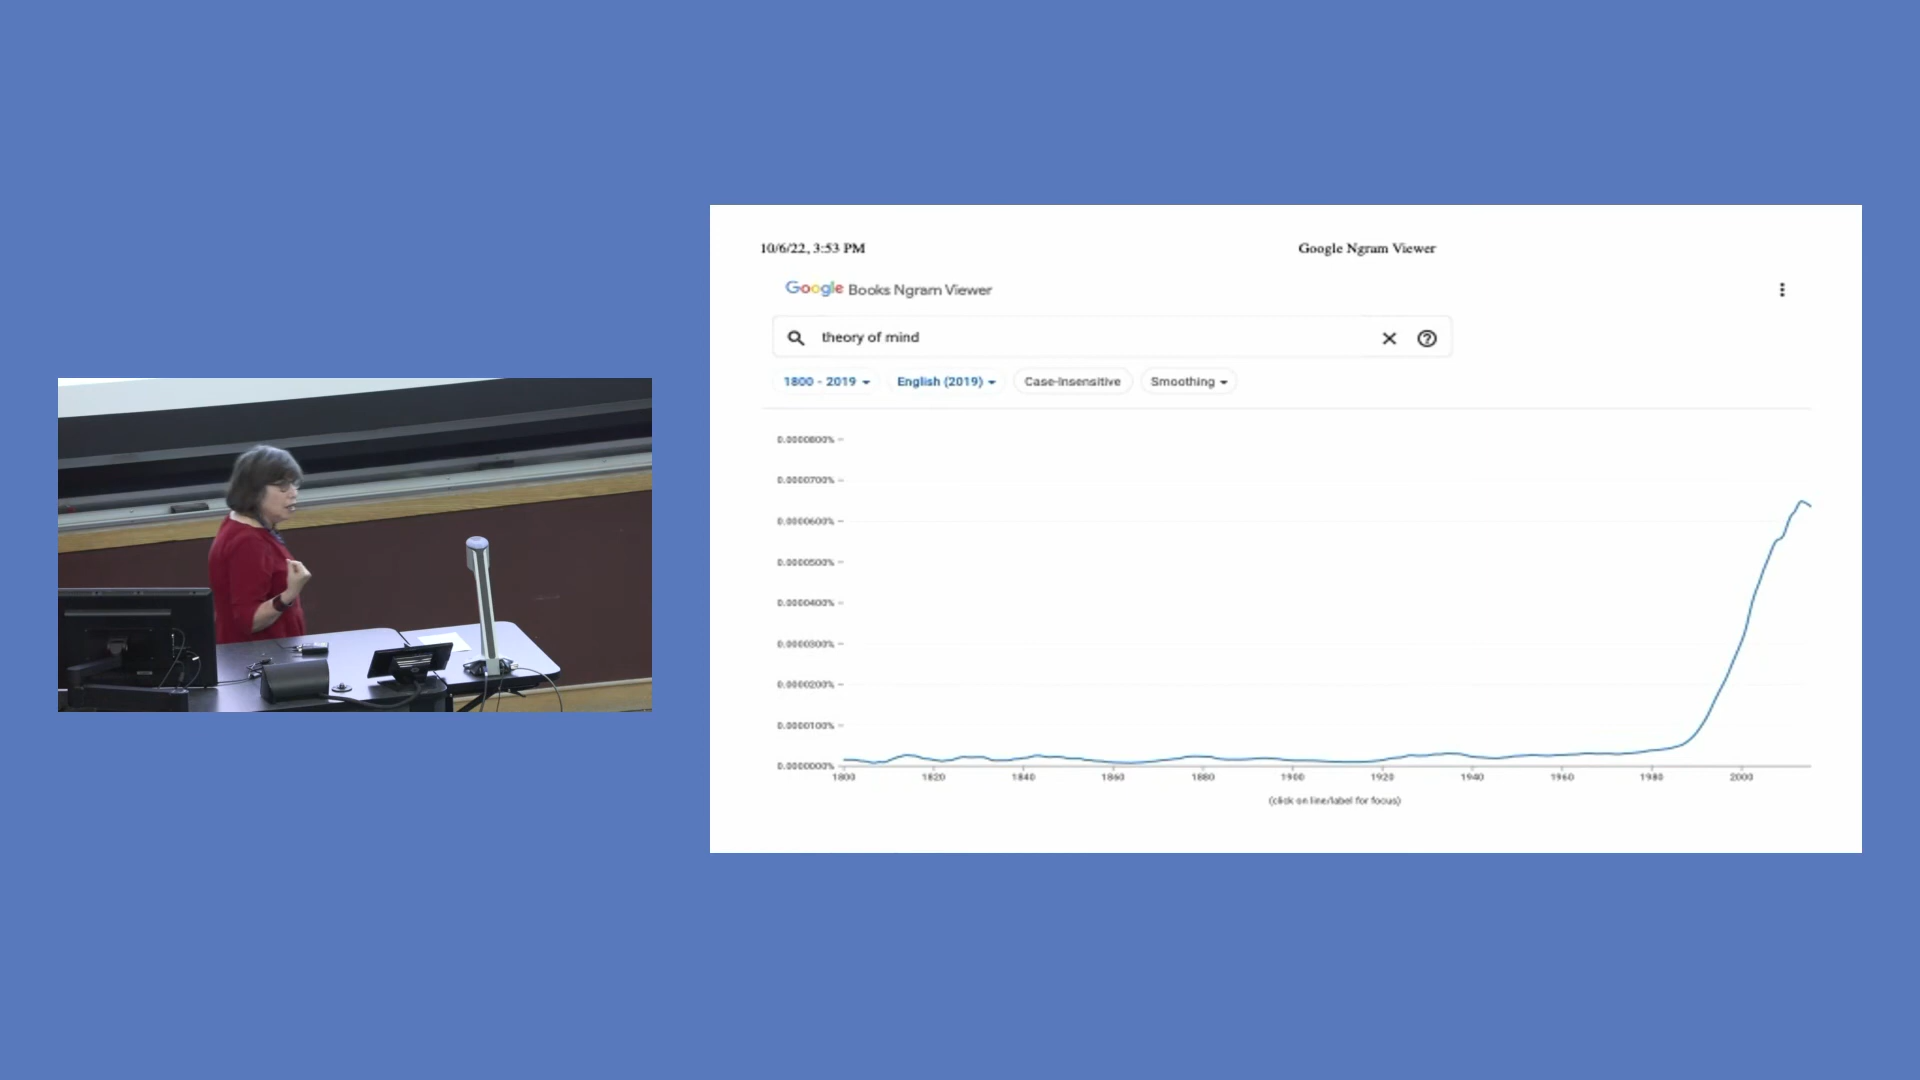 10/6/22, 3:53 PM Google Ngram Viewer
Google Books Ngram Viewer
theory of mind
1800 - 2019 English (2019) Case-Insensitive Smoothing
0.0000800%
0.0000700%
0.0000600%
0.0000500%
0.0000400%
0.0000300%
0.0000200%
0.0000100%
0.0000000%
1800 1820 1840 1860 1880 1900 1920 1940 1960 1980 2000
(click on line/label for focus)